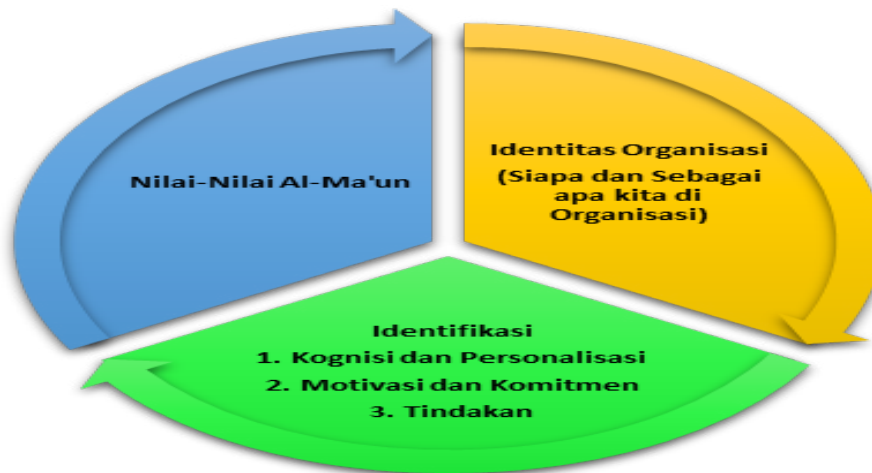 Nilai-Nilai Al-Ma'un
Identitas Organisasi
(Siapa dan Sebagai
apa kita di
Organisasi)
Identifikasi
1. Kognisi dan Personalisasi
2. Motivasi dan Komitmen
3. Tindakan